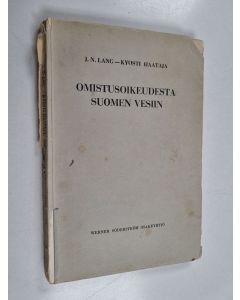 J. N. LANG — KYÖSTI HAATAJA
OMISTUSOIKEUDESTA
SUOMEN VESIIN
WERNER SÖDERSTRÖM OSAKEYHTIÖ